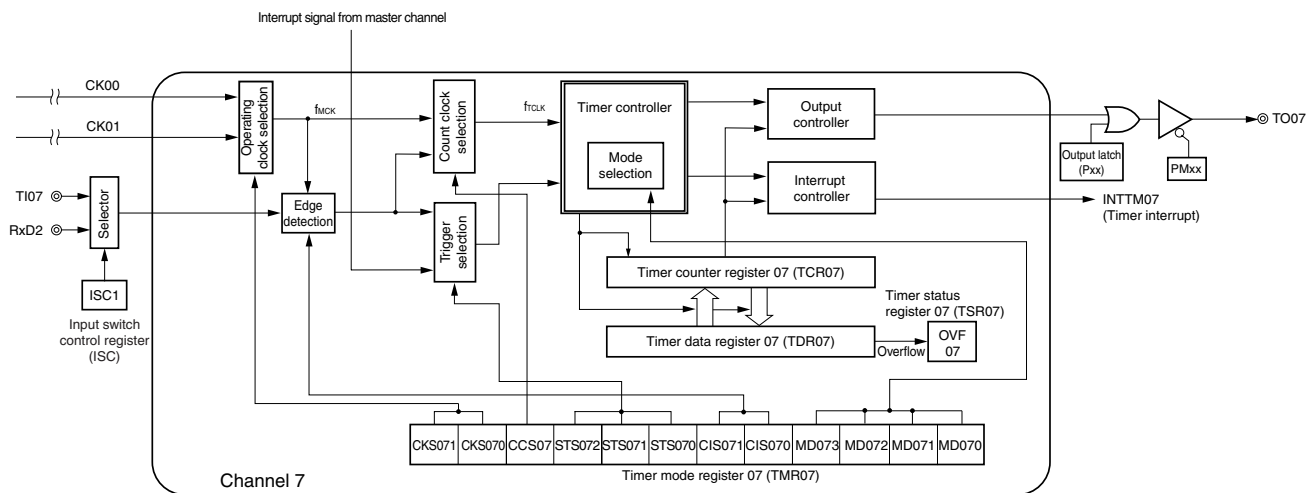 Interrupt signal from master channel
CK00
CK01
Operating
clock selection
fMCK
Count clock
selection
fTCLK
Timer controller
Mode
selection
Output
controller
Output latch
(Pxx)
PMxx
TO07
TI07
RxD2
Selector
Edge
detection
Trigger
selection
Interrupt
controller
INTTM07
(Timer interrupt)
ISC1
Input switch
control register
(ISC)
Timer counter register 07 (TCR07)
Timer status
register 07 (TSR07)
Timer data register 07 (TDR07)
Overflow
OVF
07
CKS071 CKS070 CCS07 STS072 STS071 STS070 CIS071 CIS070 MD073 MD072 MD071 MD070
Timer mode register 07 (TMR07)
Channel 7